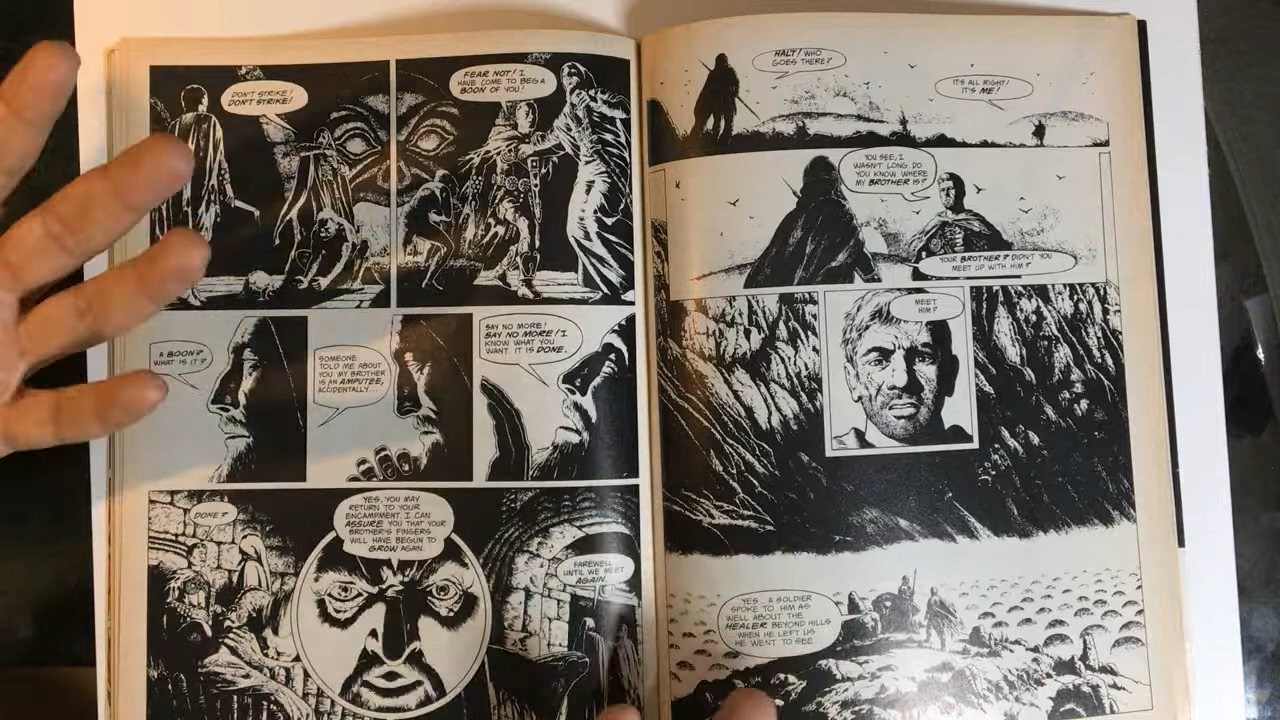 DON'T STRIKE!
DON'T STRIKE!
FEAR NOT! I
HAVE COME TO BEG A
BOON OF YOU!
A BOON?
WHAT IS IT?
SOMEONE
TOLD ME ABOUT
YOU. MY BROTHER
IS AN AMPUTEE,
ACCIDENTALLY...
SAY NO MORE!
SAY NO MORE! I
KNOW WHAT YOU
WANT. IT IS DONE.
DONE?
YES, YOU MAY
RETURN TO YOUR
ENCAMPMENT. I CAN
ASSURE YOU THAT YOUR
BROTHER'S FINGERS
WILL HAVE BEGUN TO
GROW AGAIN.
FAREWELL
UNTIL WE MEET
AGAIN.
HALT! WHO
GOES THERE?
IT'S ALL RIGHT!
IT'S ME!
YOU SEE, I
WASN'T LONG. DO
YOU KNOW WHERE
MY BROTHER IS?
YOUR BROTHER? DIDN'T YOU
MEET UP WITH HIM?
MEET
HIM?
YES... A SOLDIER
SPOKE TO HIM AS
WELL ABOUT THE
HEALER BEYOND HILLS
WHEN HE LEFT US
HE WENT TO SEE